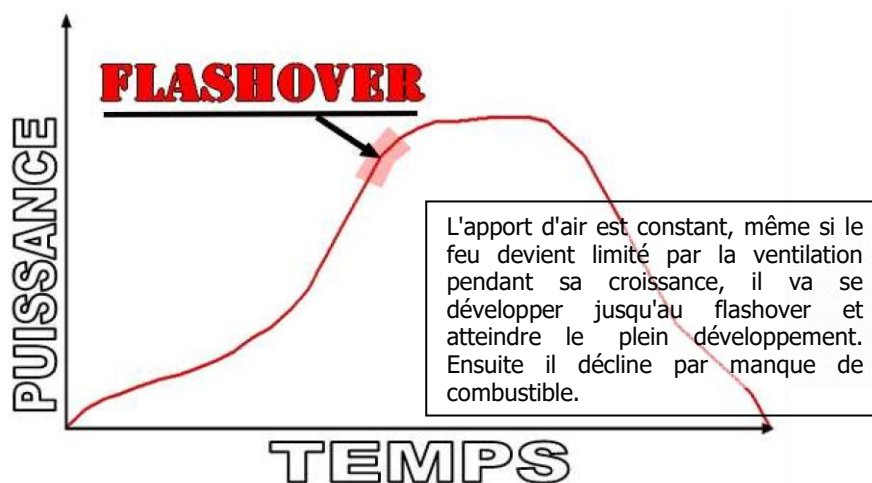 FLASHOVER
PUISSANCE
L'apport d'air est constant, même si le
feu devient limité par la ventilation
pendant sa croissance, il va se
développer jusqu'au flashover et
atteindre le plein développement.
Ensuite il décline par manque de
combustible.
TEMPS